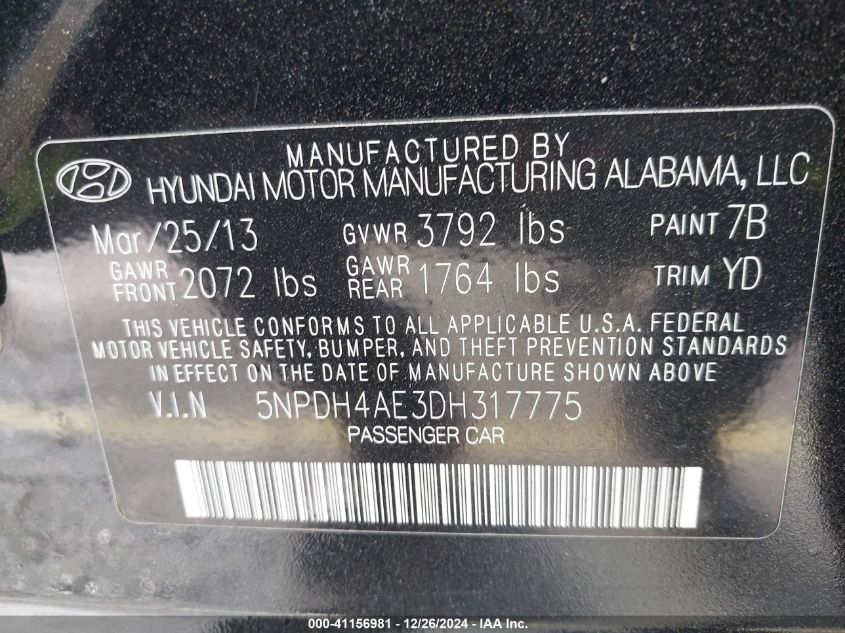 MANUFACTURED BY
HYUNDAI MOTOR MANUFACTURING ALABAMA, LLC
Mar/25/13 GVWR 3792 lbs PAINT 7B
GAWR FRONT 2072 lbs GAWR REAR 1764 lbs TRIM YD
THIS VEHICLE CONFORMS TO ALL APPLICABLE U.S.A. FEDERAL
MOTOR VEHICLE SAFETY, BUMPER, AND THEFT PREVENTION STANDARDS
IN EFFECT ON THE DATE OF MANUFACTURE SHOWN ABOVE
V.I.N 5NPDH4AE3DH317775
PASSENGER CAR
000-41156981 - 12/26/2024 - IAA Inc.